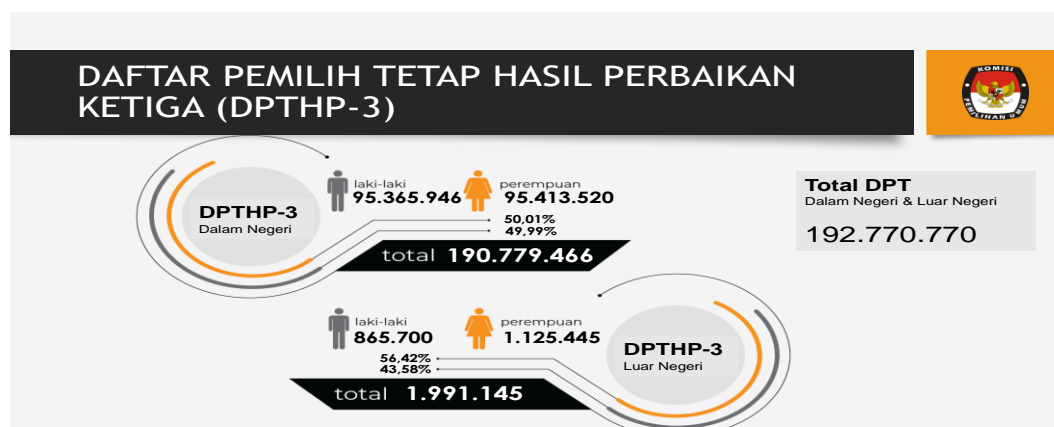 DAFTAR PEMILIH TETAP HASIL PERBAIKAN
KETIGA (DPTHP-3)
KOMISI
PEMILIHAN UMUM
DPTHP-3
Dalam Negeri
laki-laki
95.365.946
perempuan
95.413.520
50,01%
49,99%
total 190.779.466
Total DPT
Dalam Negeri & Luar Negeri
192.770.770
laki-laki
865.700
perempuan
1.125.445
56,42%
43,58%
total 1.991.145
DPTHP-3
Luar Negeri